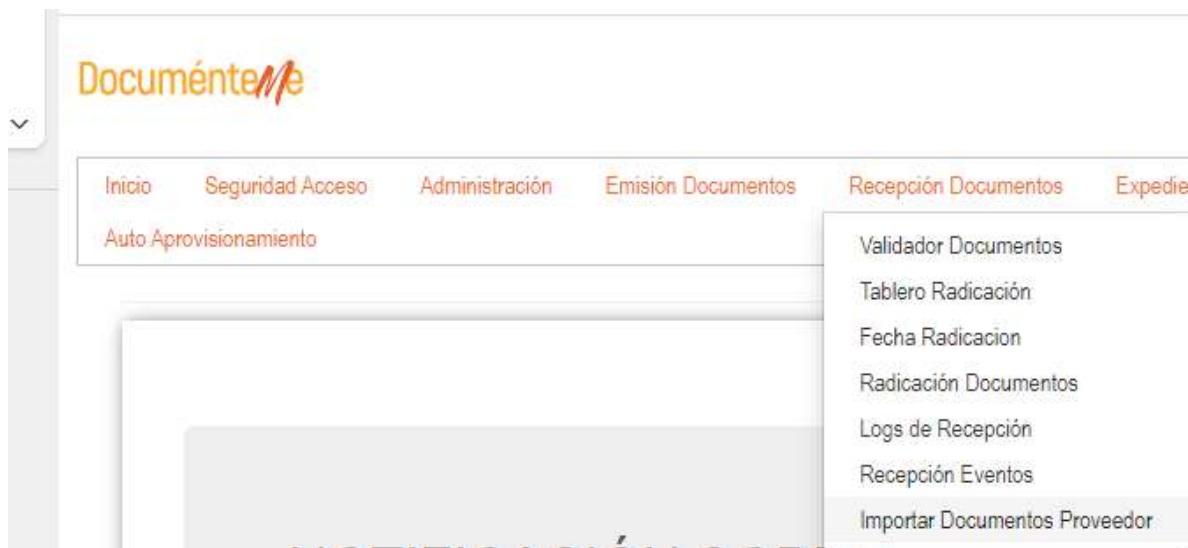 DocuménteMe
Inicio Seguridad Acceso Administración Emisión Documentos Recepción Documentos Expedie
Auto Aprovisionamiento
Validador Documentos
Tablero Radicación
Fecha Radicacion
Radicación Documentos
Logs de Recepción
Recepción Eventos
Importar Documentos Proveedor